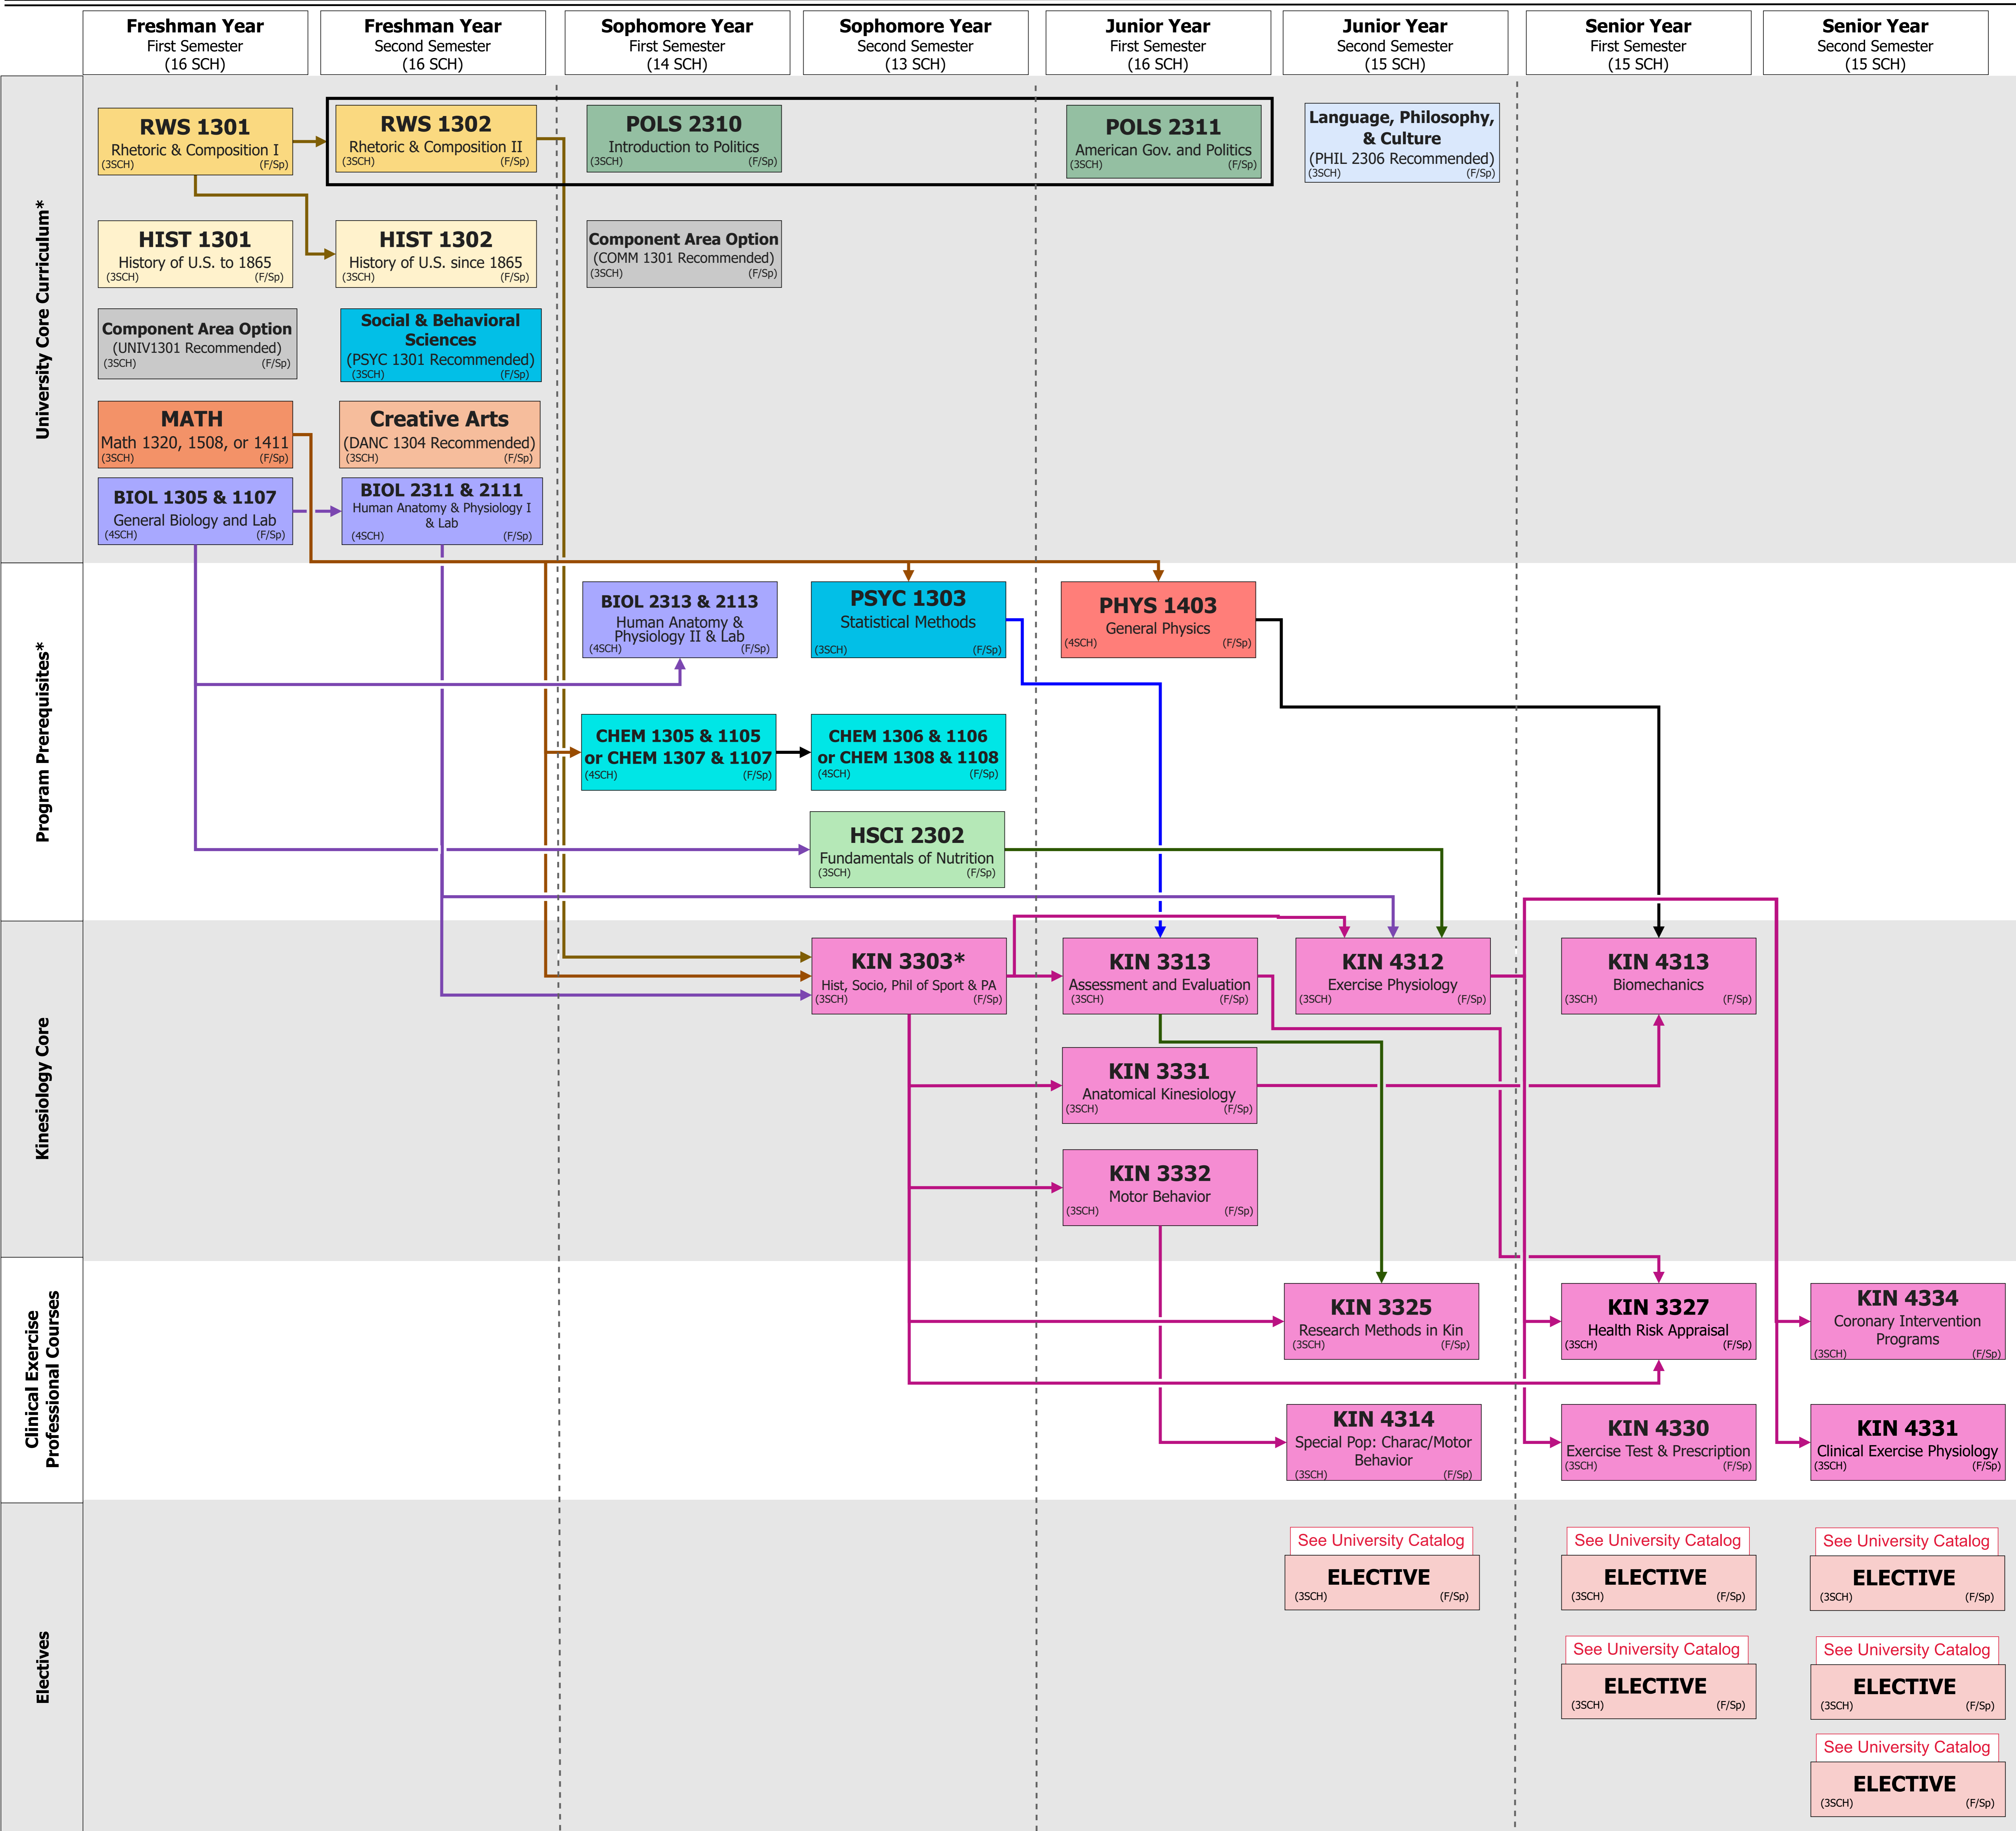 Freshman Year
First Semester
(16 SCH)
Freshman Year
Second Semester
(16 SCH)
Sophomore Year
First Semester
(14 SCH)
Sophomore Year
Second Semester
(13 SCH)
Junior Year
First Semester
(16 SCH)
Junior Year
Second Semester
(15 SCH)
Senior Year
First Semester
(15 SCH)
Senior Year
Second Semester
(15 SCH)
University Core Curriculum*
RWS 1301
Rhetoric & Composition I
(3SCH) (F/Sp)
RWS 1302
Rhetoric & Composition II
(3SCH) (F/Sp)
POLS 2310
Introduction to Politics
(3SCH) (F/Sp)
POLS 2311
American Gov. and Politics
(3SCH) (F/Sp)
Language, Philosophy,
& Culture
(PHIL 2306 Recommended)
(3SCH) (F/Sp)
HIST 1301
History of U.S. to 1865
(3SCH) (F/Sp)
HIST 1302
History of U.S. since 1865
(3SCH) (F/Sp)
Component Area Option
(COMM 1301 Recommended)
(3SCH) (F/Sp)
Component Area Option
(UNIV1301 Recommended)
(3SCH) (F/Sp)
Social & Behavioral
Sciences
(PSYC 1301 Recommended)
(3SCH) (F/Sp)
MATH
Math 1320, 1508, or 1411
(3SCH) (F/Sp)
Creative Arts
(DANC 1304 Recommended)
(3SCH) (F/Sp)
BIOL 1305 & 1107
General Biology and Lab
(4SCH) (F/Sp)
BIOL 2311 & 2111
Human Anatomy & Physiology I
& Lab
(4SCH) (F/Sp)
Program Prerequisites*
BIOL 2313 & 2113
Human Anatomy &
Physiology II & Lab
(4SCH) (F/Sp)
PSYC 1303
Statistical Methods
(3SCH) (F/Sp)
PHYS 1403
General Physics
(4SCH) (F/Sp)
CHEM 1305 & 1105
or CHEM 1307 & 1107
(4SCH) (F/Sp)
CHEM 1306 & 1106
or CHEM 1308 & 1108
(4SCH) (F/Sp)
HSCI 2302
Fundamentals of Nutrition
(3SCH) (F/Sp)
Kinesiology Core
KIN 3303*
Hist, Socio, Phil of Sport & PA
(3SCH) (F/Sp)
KIN 3313
Assessment and Evaluation
(3SCH) (F/Sp)
KIN 4312
Exercise Physiology
(3SCH) (F/Sp)
KIN 4313
Biomechanics
(3SCH) (F/Sp)
KIN 3331
Anatomical Kinesiology
(3SCH) (F/Sp)
KIN 3332
Motor Behavior
(3SCH) (F/Sp)
Clinical Exercise
Professional Courses
KIN 3325
Research Methods in Kin
(3SCH) (F/Sp)
KIN 3327
Health Risk Appraisal
(3SCH) (F/Sp)
KIN 4334
Coronary Intervention
Programs
(3SCH) (F/Sp)
KIN 4314
Special Pop: Charac/Motor
Behavior
(3SCH) (F/Sp)
KIN 4330
Exercise Test & Prescription
(3SCH) (F/Sp)
KIN 4331
Clinical Exercise Physiology
(3SCH) (F/Sp)
Electives
See University Catalog
ELECTIVE
(3SCH) (F/Sp)
See University Catalog
ELECTIVE
(3SCH) (F/Sp)
See University Catalog
ELECTIVE
(3SCH) (F/Sp)
See University Catalog
ELECTIVE
(3SCH) (F/Sp)
See University Catalog
ELECTIVE
(3SCH) (F/Sp)
See University Catalog
ELECTIVE
(3SCH) (F/Sp)